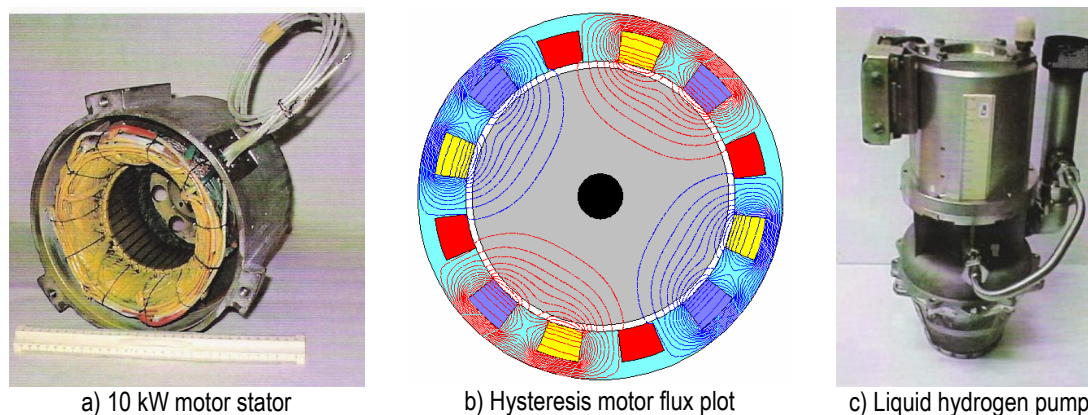 a) 10 kW motor stator
b) Hysteresis motor flux plot
c) Liquid hydrogen pump